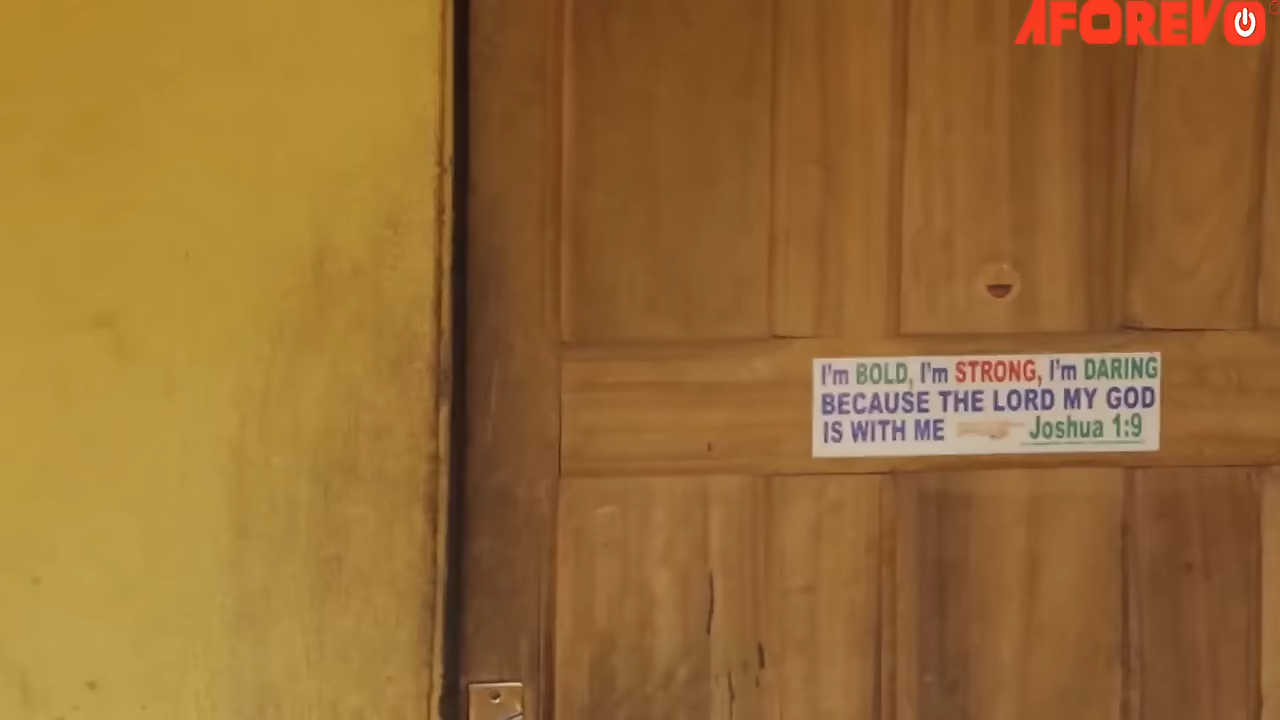 AFOREVO
I'm BOLD, I'm STRONG, I'm DARING
BECAUSE THE LORD MY GOD
IS WITH ME Joshua 1:9